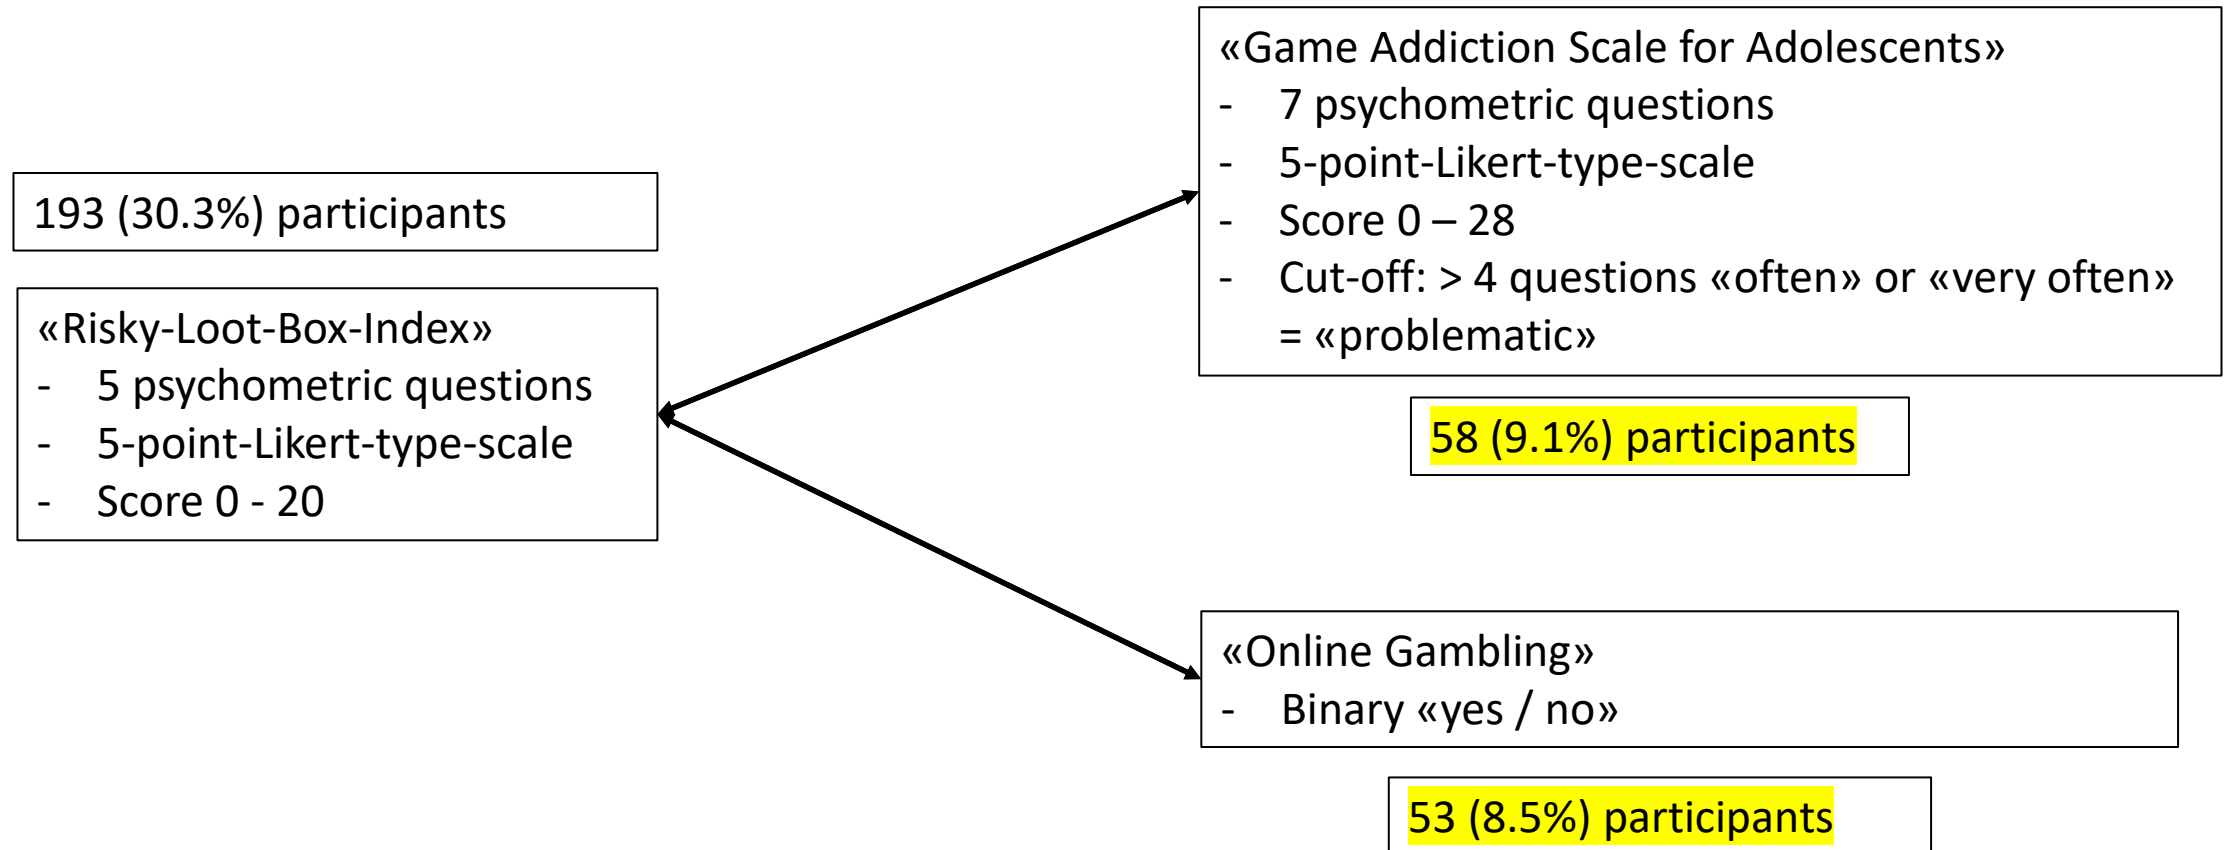 193 (30.3%) participants
«Risky-Loot-Box-Index»
- 5 psychometric questions
- 5-point-Likert-type-scale
- Score 0 - 20
«Game Addiction Scale for Adolescents»
- 7 psychometric questions
- 5-point-Likert-type-scale
- Score 0 – 28
- Cut-off: > 4 questions «often» or «very often»
= «problematic»
58 (9.1%) participants
«Online Gambling»
- Binary «yes / no»
53 (8.5%) participants